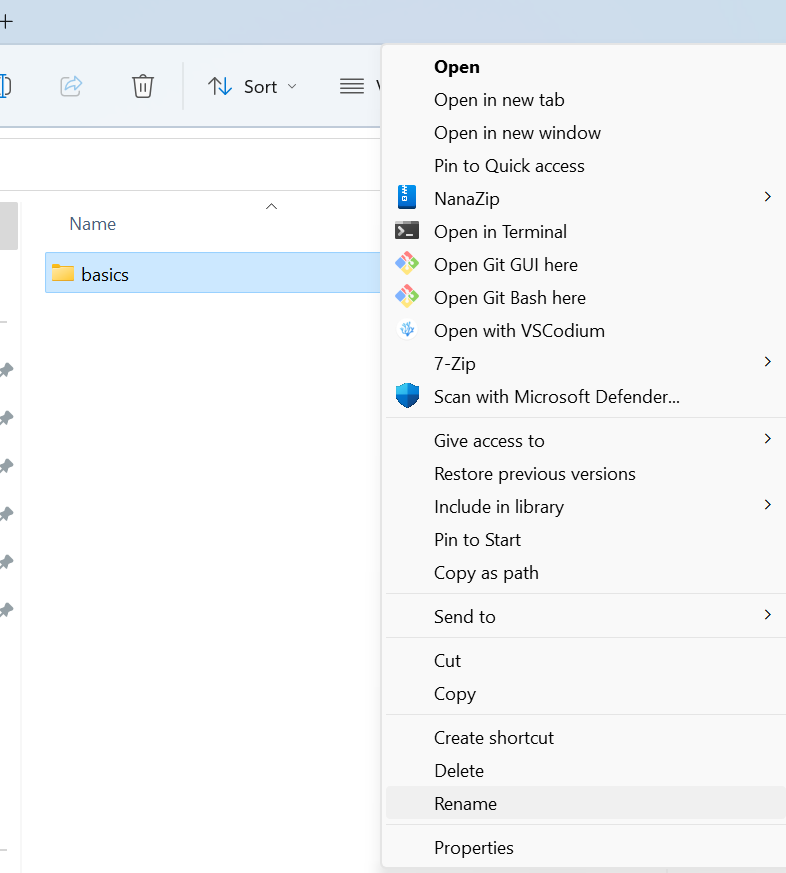 Sort
Name
basics
Open
Open in new tab
Open in new window
Pin to Quick access
NanaZip
Open in Terminal
Open Git GUI here
Open Git Bash here
Open with VSCodium
7-Zip
Scan with Microsoft Defender...
Give access to
Restore previous versions
Include in library
Pin to Start
Copy as path
Send to
Cut
Copy
Create shortcut
Delete
Rename
Properties